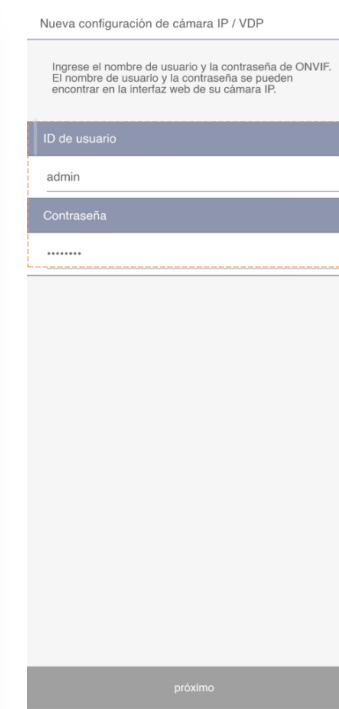 Nueva configuración de cámara IP / VDP
Ingrese el nombre de usuario y la contraseña de ONVIF.
El nombre de usuario y la contraseña se pueden
encontrar en la interfaz web de su cámara IP.
ID de usuario
admin
Contraseña
••••••••
próximo